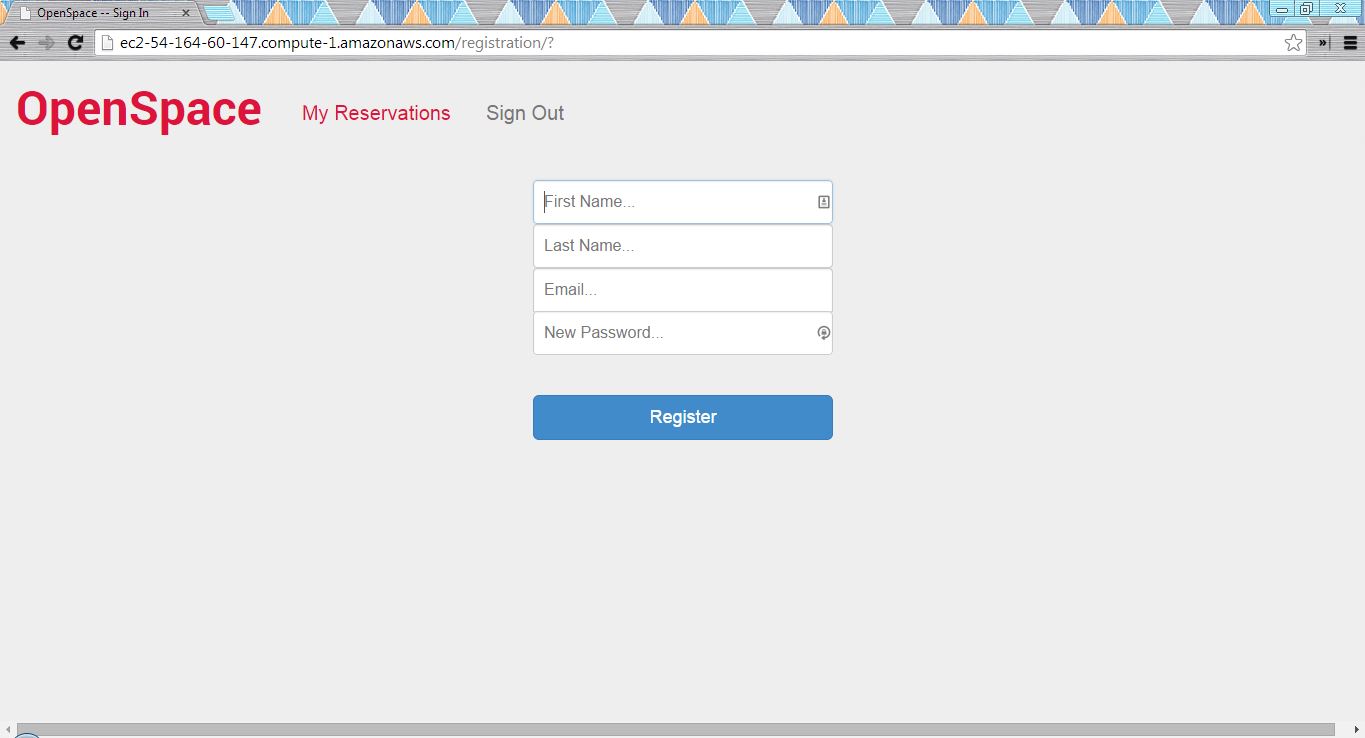 OpenSpace -- Sign In
ec2-54-164-60-147.compute-1.amazonaws.com/registration/?
OpenSpace My Reservations Sign Out
First Name...
Last Name...
Email...
New Password...
Register